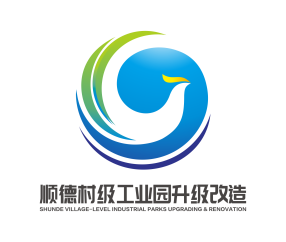 顺德村级工业园升级改造
SHUNDE VILLAGE-LEVEL INDUSTRIAL PARKS UPGRADING & RENOVATION